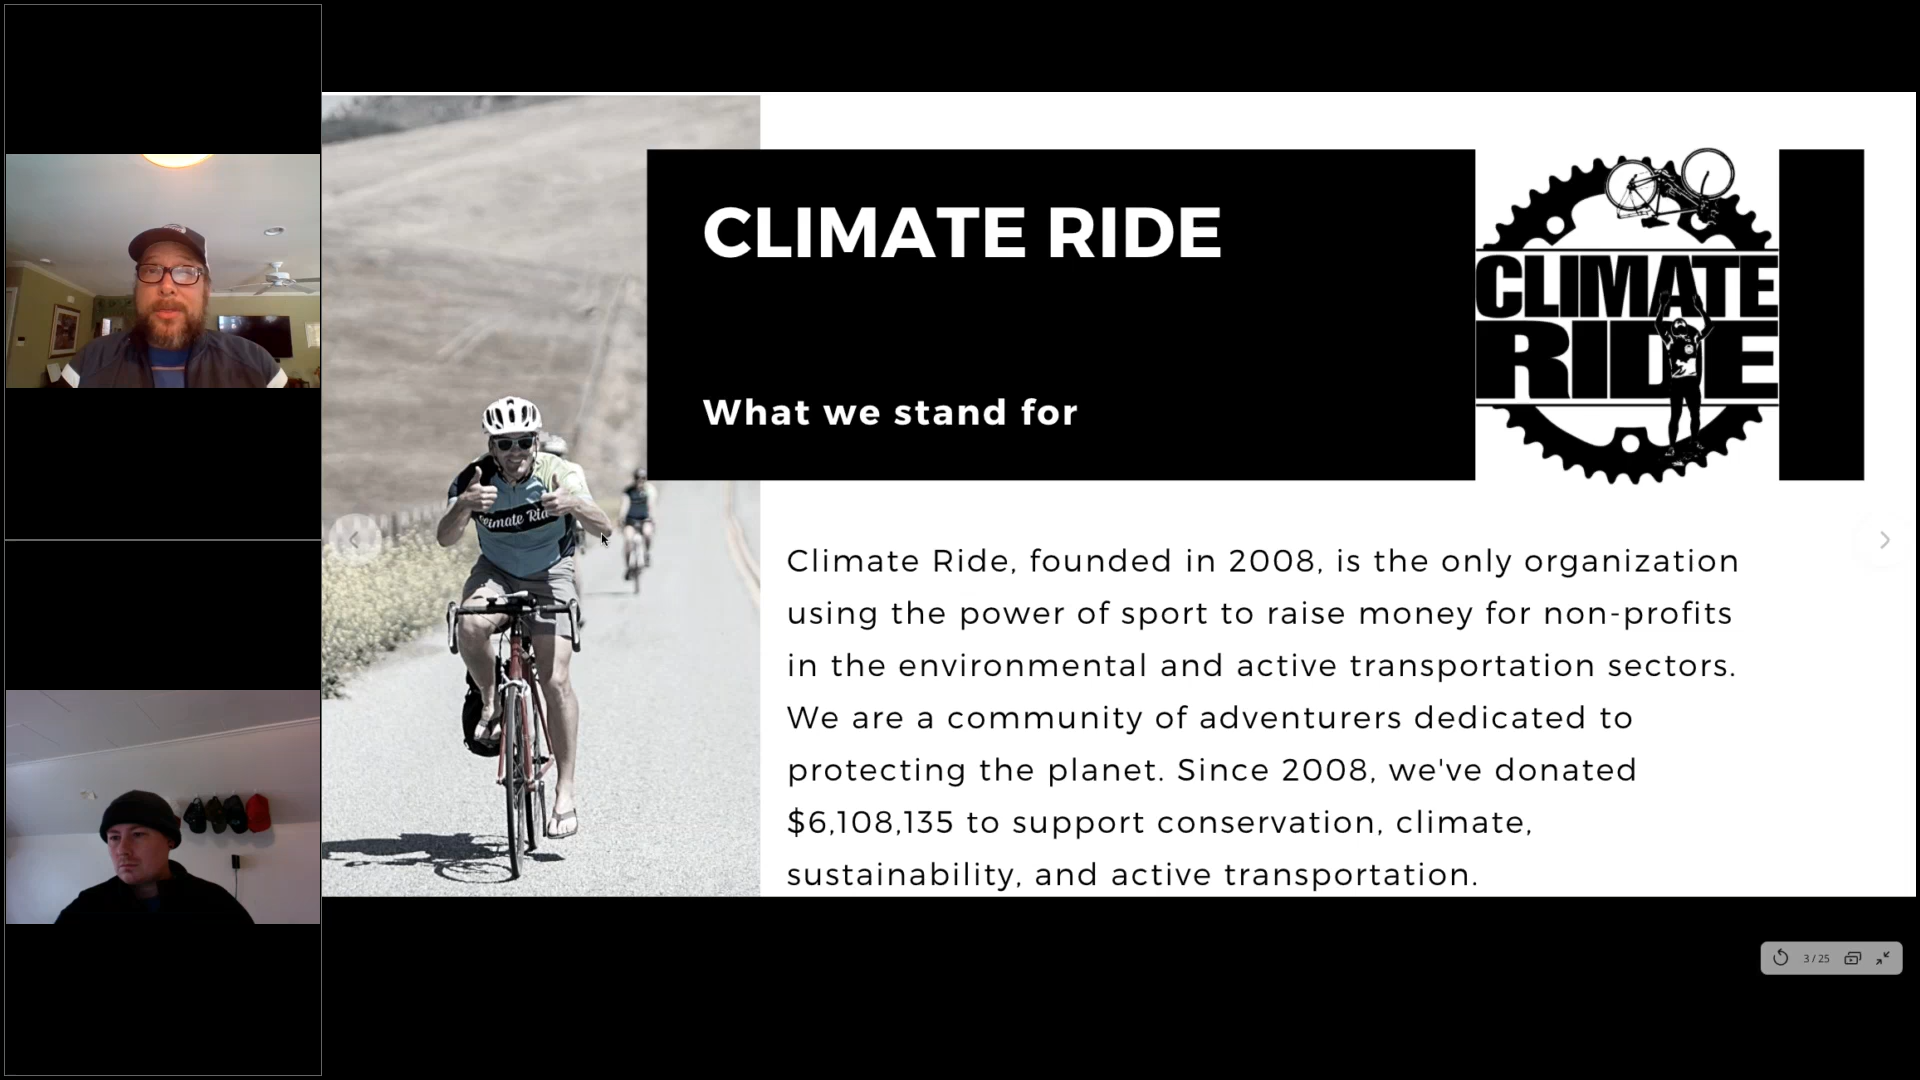 CLIMATE RIDE
What we stand for
CLIMATE
RIDE
Climate Ride
Climate Ride, founded in 2008, is the only organization
using the power of sport to raise money for non-profits
in the environmental and active transportation sectors.
We are a community of adventurers dedicated to
protecting the planet. Since 2008, we've donated
$6,108,135 to support conservation, climate,
sustainability, and active transportation.
3 / 25